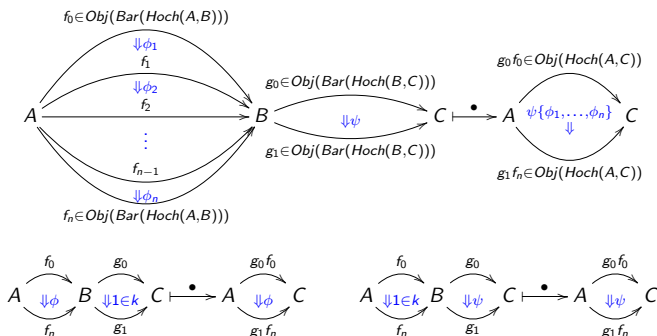 f₀∈Obj(Bar(Hoch(A,B)))
⇓ϕ₁
f₁
⇓ϕ₂
f₂
A B C A C
⋮
fₙ₋₁
⇓ϕₙ
fₙ∈Obj(Bar(Hoch(A,B)))
g₀∈Obj(Bar(Hoch(B,C)))
⇓ψ
g₁∈Obj(Bar(Hoch(B,C)))
•
g₀f₀∈Obj(Hoch(A,C))
ψ{ϕ₁,…,ϕₙ}
⇓
g₁fₙ∈Obj(Hoch(A,C))
f₀ g₀ g₀f₀
A ⇓ϕ B ⇓1∈k C • A ⇓ϕ C
fₙ g₁ g₁fₙ
f₀ g₀ g₀f₀
A ⇓1∈k B ⇓ψ C • A ⇓ψ C
fₙ g₁ g₁fₙ